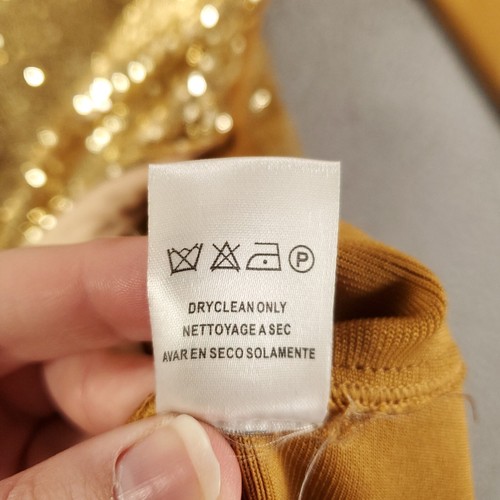 P
DRYCLEAN ONLY
NETTOYAGE A SEC
AVAR EN SECO SOLAMENTE